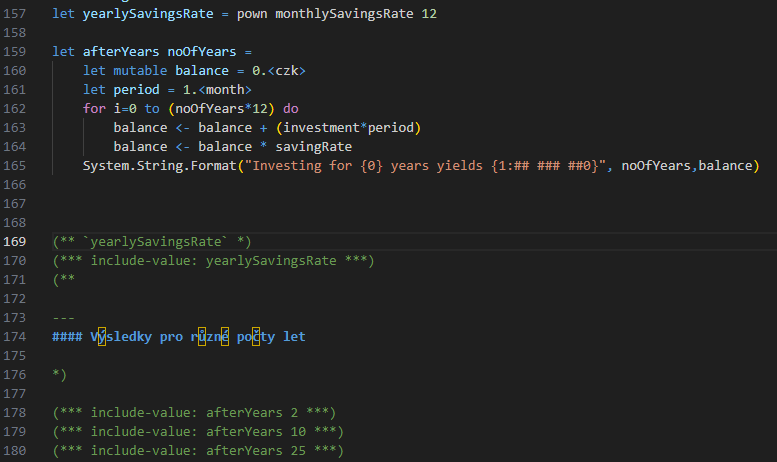 157 let yearlySavingsRate = pown monthlySavingsRate 12
158
159 let afterYears noOfYears =
160     let mutable balance = 0.<czk>
161     let period = 1.<month>
162     for i=0 to (noOfYears*12) do
163         balance <- balance + (investment*period)
164         balance <- balance * savingRate
165     System.String.Format("Investing for {0} years yields {1:## ### ##0}", noOfYears,balance)
166
167
168
169 (** `yearlySavingsRate` *)
170 (*** include-value: yearlySavingsRate ***)
171 (**
172
173 ---
174 #### Výsledky pro různé počty let
175
176 *)
177
178 (*** include-value: afterYears 2 ***)
179 (*** include-value: afterYears 10 ***)
180 (*** include-value: afterYears 25 ***)